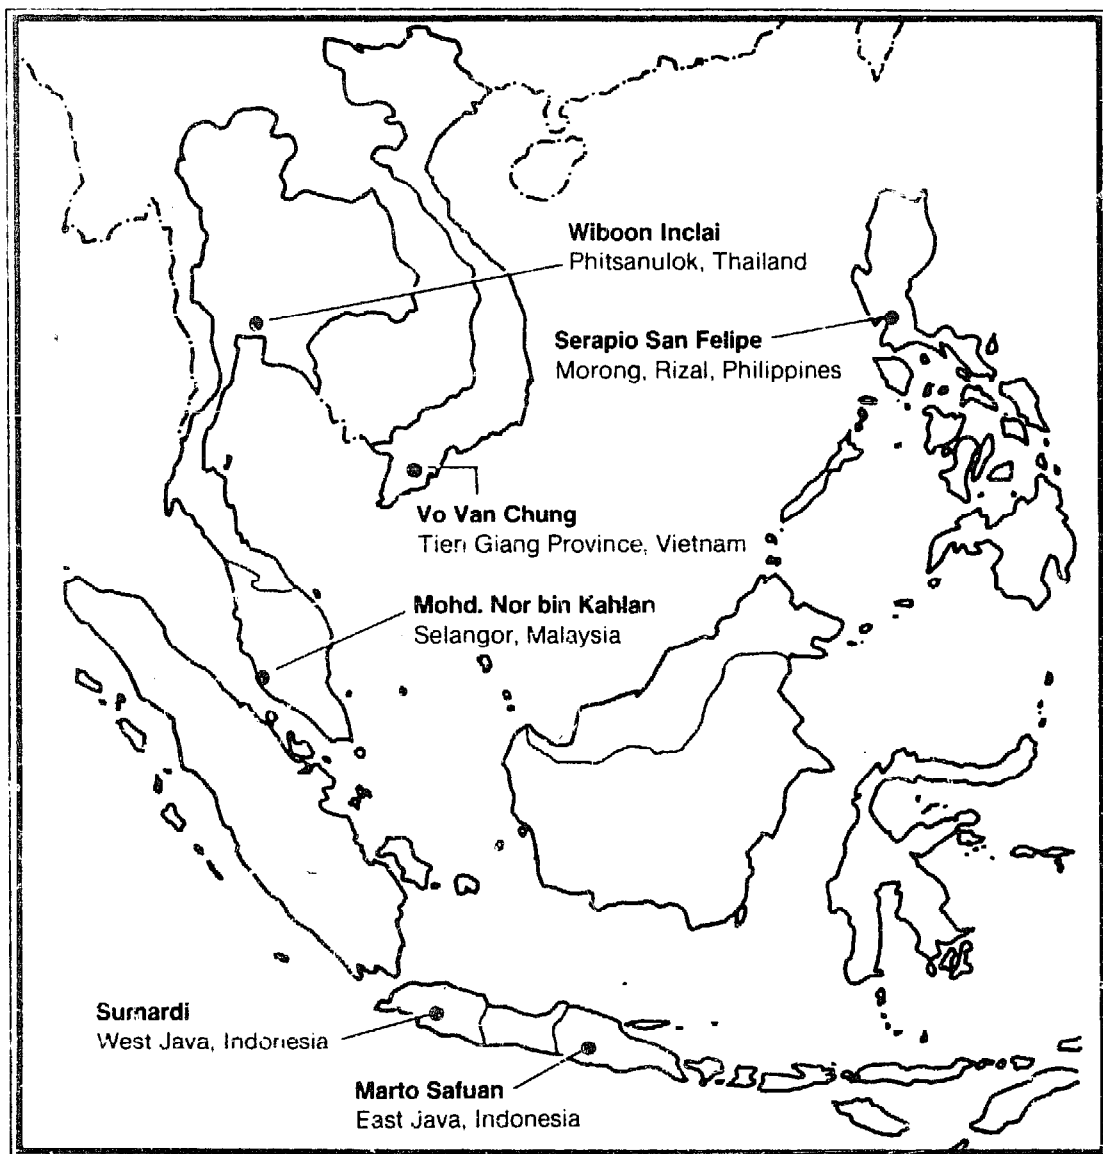 Wiboon Inclai
Phitsanulok, Thailand
Serapio San Felipe
Morong, Rizal, Philippines
Vo Van Chung
Tien Giang Province, Vietnam
Mohd. Nor bin Kahlan
Selangor, Malaysia
Sumardi
West Java, Indonesia
Marto Safuan
East Java, Indonesia